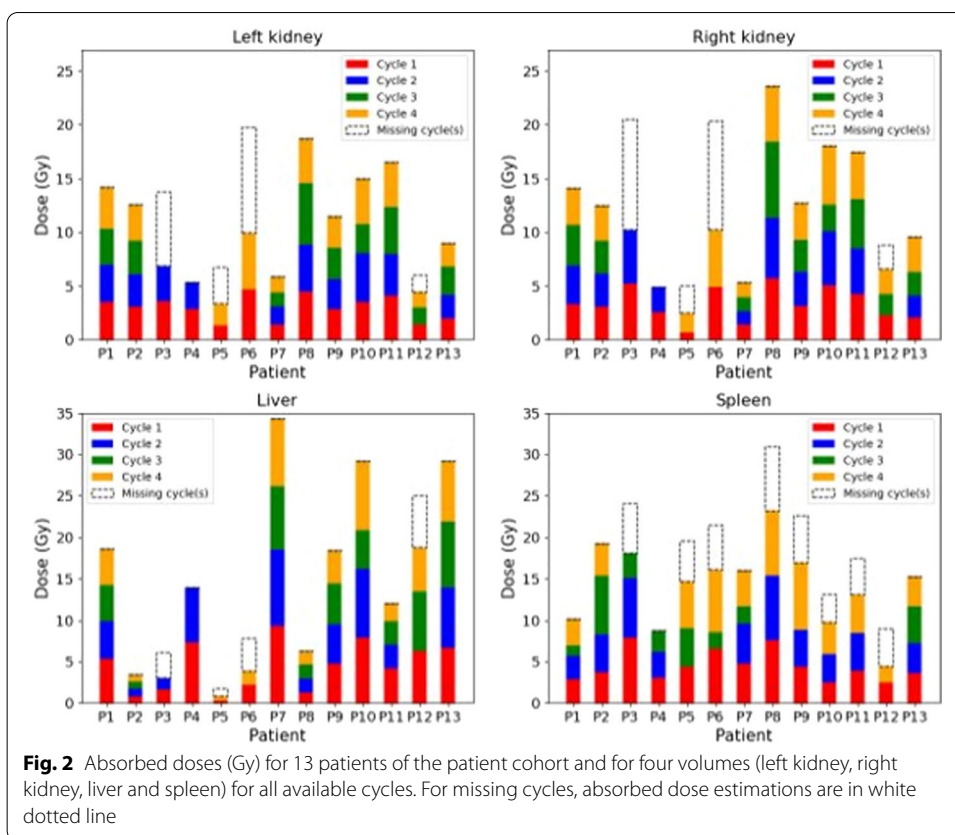 Left kidney
Dose (Gy)
25
20
15
10
5
0
Cycle 1
Cycle 2
Cycle 3
Cycle 4
Missing cycle(s)
P1 P2 P3 P4 P5 P6 P7 P8 P9 P10 P11 P12 P13
Patient
Right kidney
Dose (Gy)
25
20
15
10
5
0
Cycle 1
Cycle 2
Cycle 3
Cycle 4
Missing cycle(s)
P1 P2 P3 P4 P5 P6 P7 P8 P9 P10 P11 P12 P13
Patient
Liver
Dose (Gy)
35
30
25
20
15
10
5
0
Cycle 1
Cycle 2
Cycle 3
Cycle 4
Missing cycle(s)
P1 P2 P3 P4 P5 P6 P7 P8 P9 P10 P11 P12 P13
Patient
Spleen
Dose (Gy)
35
30
25
20
15
10
5
0
Cycle 1
Cycle 2
Cycle 3
Cycle 4
Missing cycle(s)
P1 P2 P3 P4 P5 P6 P7 P8 P9 P10 P11 P12 P13
Patient
Fig. 2 Absorbed doses (Gy) for 13 patients of the patient cohort and for four volumes (left kidney, right
kidney, liver and spleen) for all available cycles. For missing cycles, absorbed dose estimations are in white
dotted line